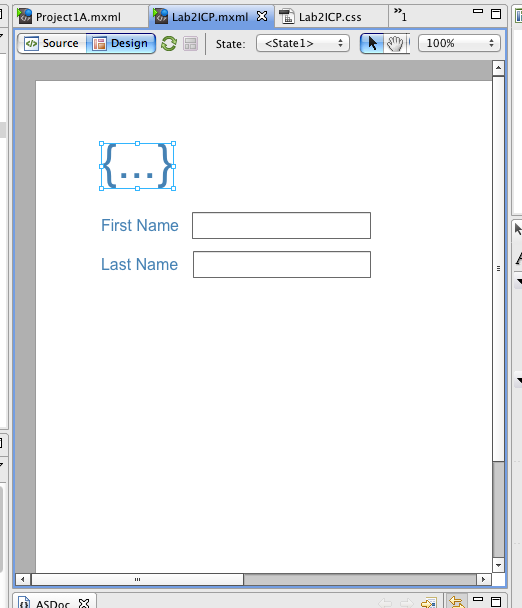 Project1A.mxml Lab2ICP.mxml Lab2ICP.css »1
Source Design State: <State1> 100%
{...}
First Name
Last Name
ASDoc